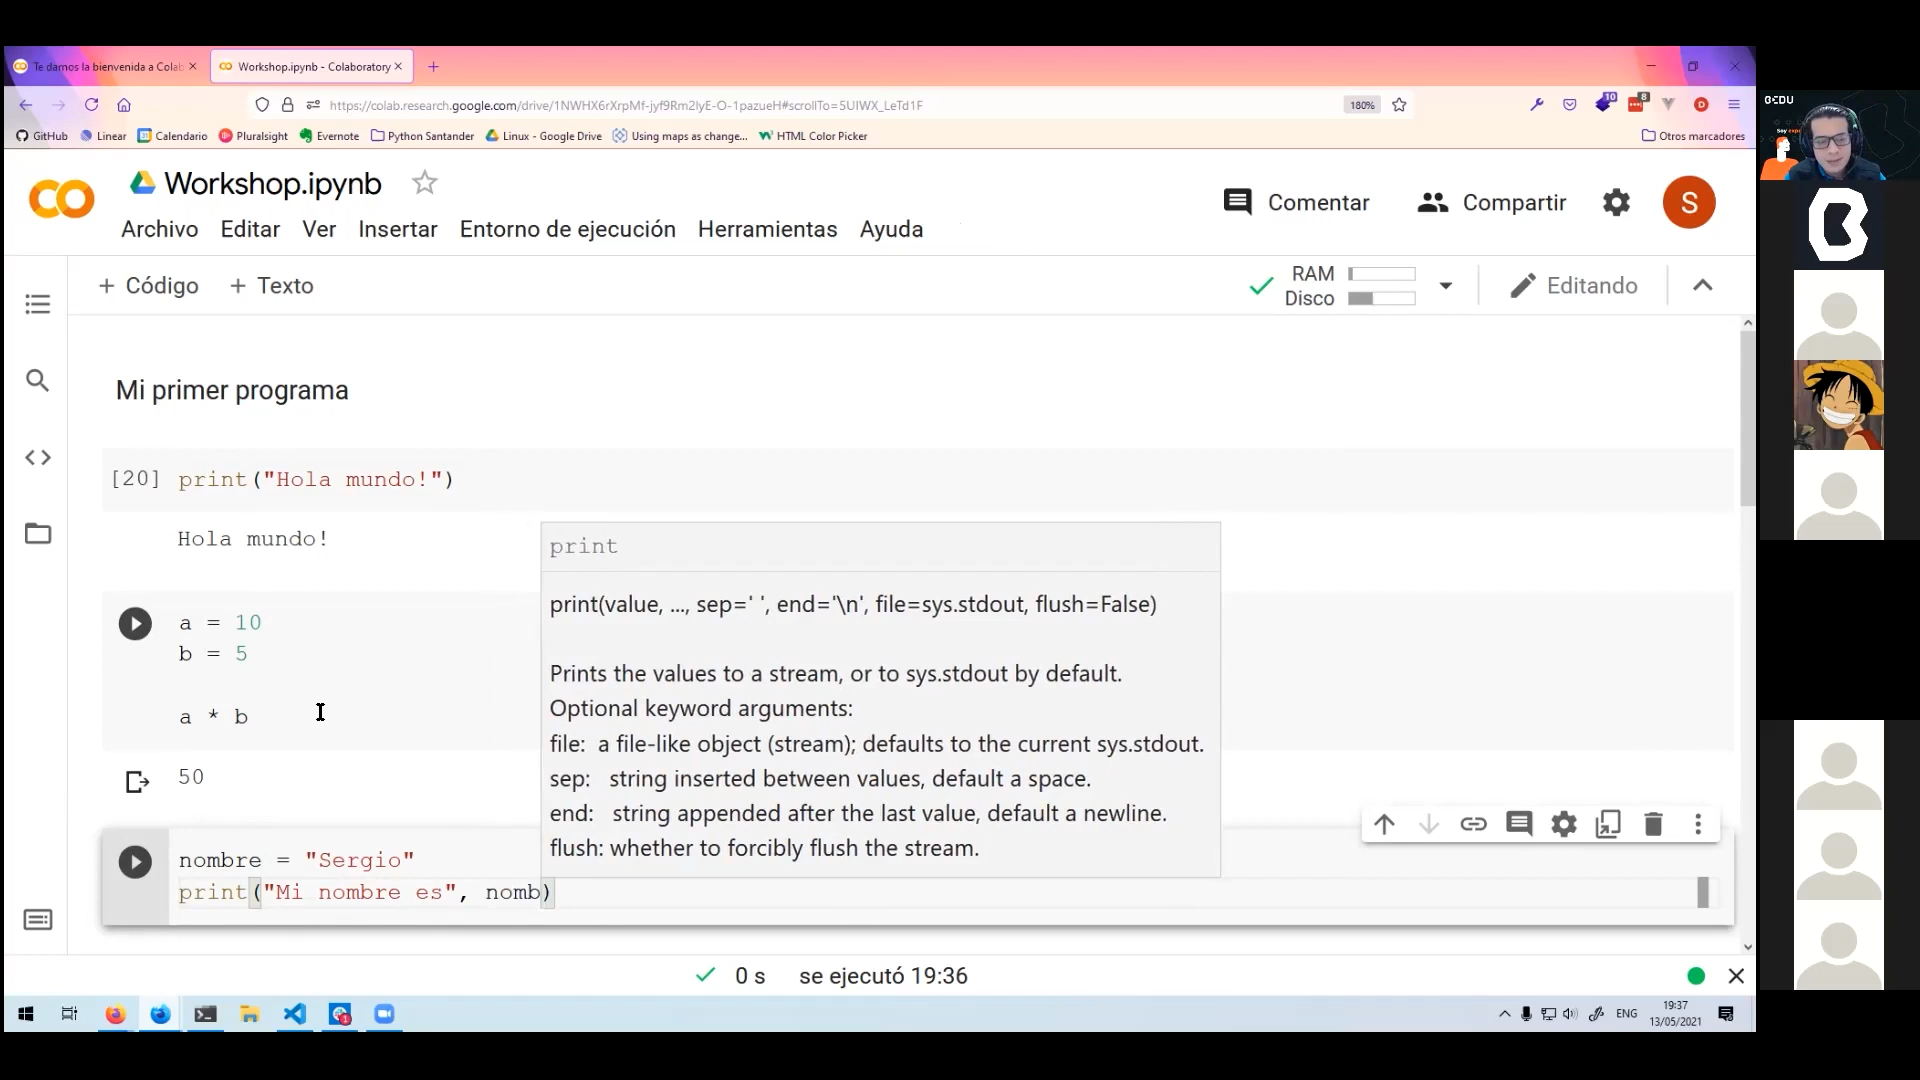 Te damos la bienvenida a Colab
Workshop.ipynb - Colaboratory
https://colab.research.google.com/drive/1NWHX6rXrpMf-jyf9Rm2lyE-O-1pazueH#scrollTo=5UIWX_LeTd1F
180%
10
8
D
GitHub
Linear
Calendario
Pluralsight
Evernote
Python Santander
Linux - Google Drive
Using maps as change...
HTML Color Picker
Otros marcadores
Workshop.ipynb
Comentar
Compartir
S
Archivo Editar Ver Insertar Entorno de ejecución Herramientas Ayuda
+ Código + Texto
RAM
Disco
Editando
Mi primer programa
[20] print("Hola mundo!")
Hola mundo!
a = 10
b = 5
a * b
50
nombre = "Sergio"
print("Mi nombre es", nomb)
print
print(value, ..., sep=' ', end='\n', file=sys.stdout, flush=False)
Prints the values to a stream, or to sys.stdout by default.
Optional keyword arguments:
file: a file-like object (stream); defaults to the current sys.stdout.
sep: string inserted between values, default a space.
end: string appended after the last value, default a newline.
flush: whether to forcibly flush the stream.
0 s se ejecutó 19:36
ENG
19:37
13/05/2021
BEDU